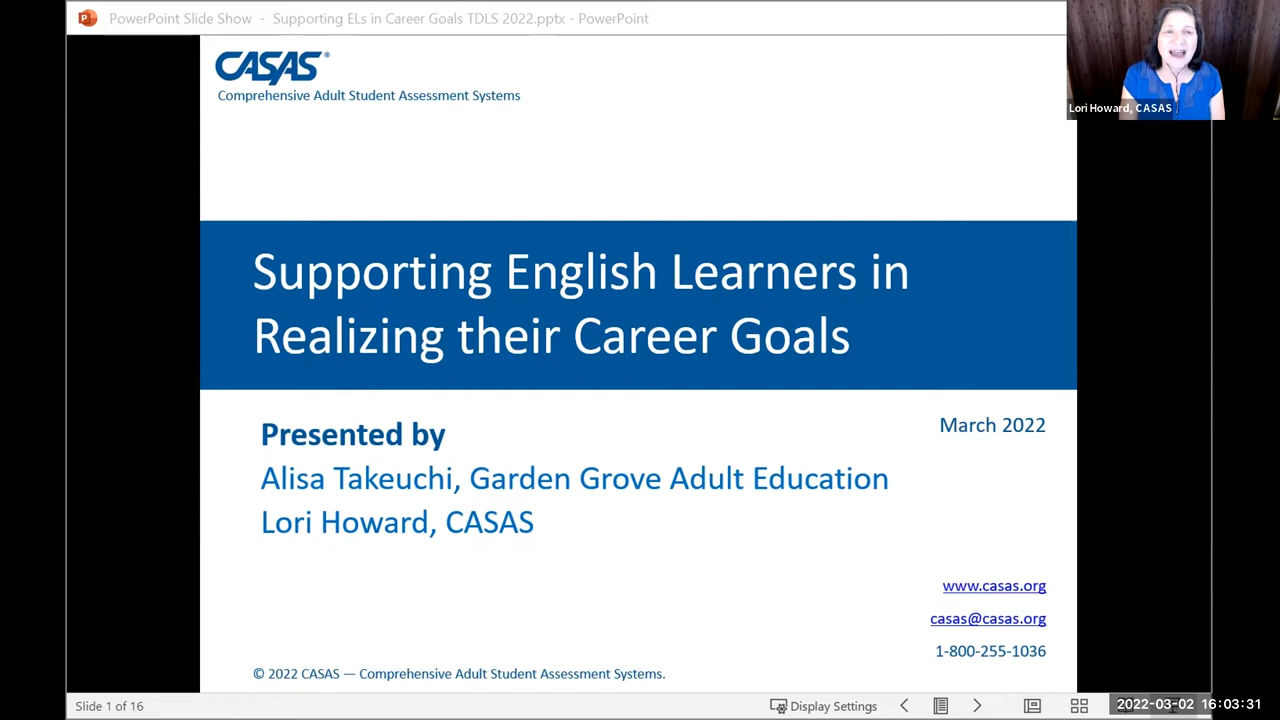 PowerPoint Slide Show - Supporting ELs in Career Goals TDLS 2022.pptx - PowerPoint
CASAS®
Comprehensive Adult Student Assessment Systems
Lori Howard, CASAS
Supporting English Learners in
Realizing their Career Goals
Presented by
March 2022
Alisa Takeuchi, Garden Grove Adult Education
Lori Howard, CASAS
www.casas.org
casas@casas.org
1-800-255-1036
© 2022 CASAS — Comprehensive Adult Student Assessment Systems.
Slide 1 of 16
Display Settings
2022-03-02 16:03:31